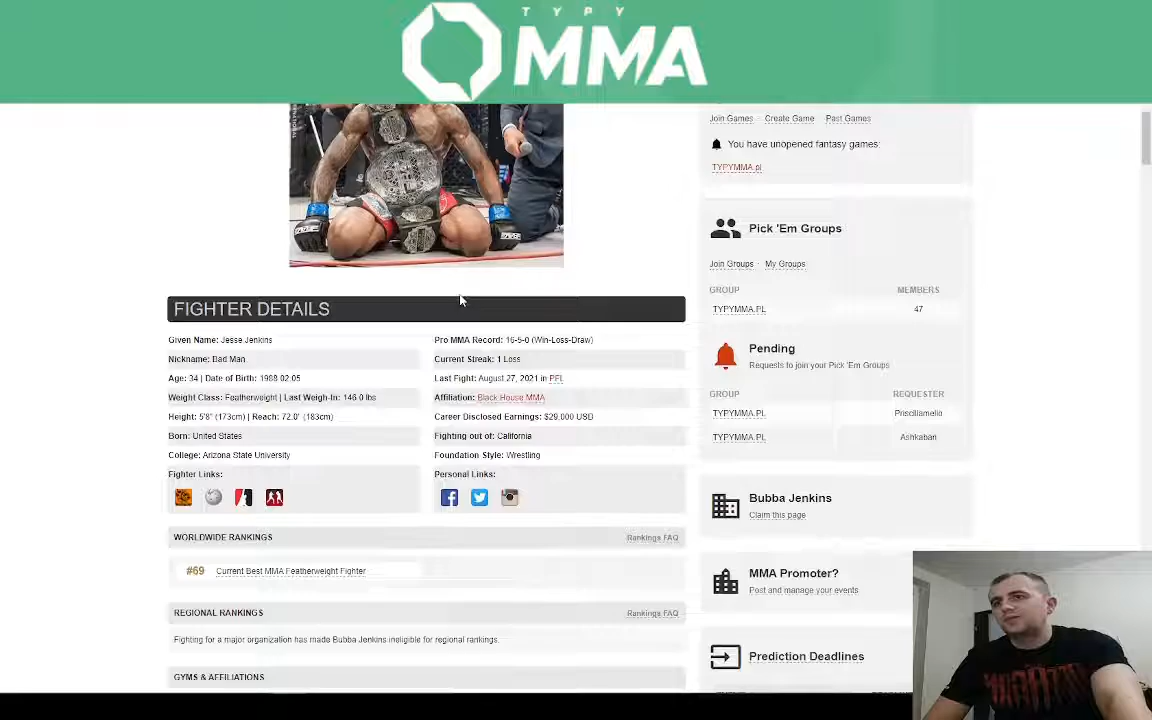 TYPY
MMA
Join Games · Create Game · Past Games
You have unopened fantasy games:
TYPYMMA.pl
Pick 'Em Groups
Join Groups · My Groups
GROUP MEMBERS
TYPYMMA.PL 47
Pending
Requests to join your Pick 'Em Groups
GROUP REQUESTER
TYPYMMA.PL Prisciliamello
TYPYMMA.PL Ashkaban
Bubba Jenkins
Claim this page
MMA Promoter?
Post and manage your events
Prediction Deadlines
FIGHTER DETAILS
Given Name: Jesse Jenkins
Pro MMA Record: 16-5-0 (Win-Loss-Draw)
Nickname: Bad Man
Current Streak: 1 Loss
Age: 34 | Date of Birth: 1988 02.05
Last Fight: August 27, 2021 in PFL
Weight Class: Featherweight | Last Weigh-In: 146.0 lbs
Affiliation: Black House MMA
Height: 5'8" (173cm) | Reach: 72.0" (183cm)
Career Disclosed Earnings: $29,000 USD
Born: United States
Fighting out of: California
College: Arizona State University
Foundation Style: Wrestling
Fighter Links:
Personal Links:
WORLDWIDE RANKINGS Rankings FAQ
#69 Current Best MMA Featherweight Fighter
REGIONAL RANKINGS Rankings FAQ
Fighting for a major organization has made Bubba Jenkins ineligible for regional rankings.
GYMS & AFFILIATIONS